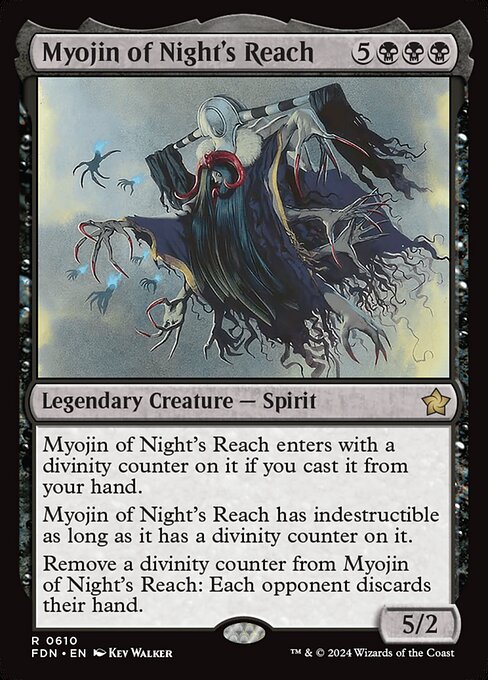 Myojin of Night's Reach 5
Legendary Creature — Spirit
Myojin of Night's Reach enters with a
divinity counter on it if you cast it from
your hand.
Myojin of Night's Reach has indestructible
as long as it has a divinity counter on it.
Remove a divinity counter from Myojin
of Night's Reach: Each opponent discards
their hand.
5/2
R 0610
FDN • EN Kev Walker
™ & © 2024 Wizards of the Coast